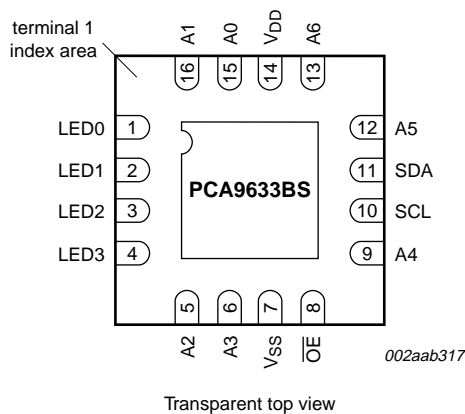 terminal 1
index area
A1
A0
VDD
A6
16
15
14
13
LED0 1
12 A5
LED1 2
11 SDA
PCA9633BS
LED2 3
10 SCL
LED3 4
9 A4
5
6
7
8
A2
A3
VSS
OE
002aab317
Transparent top view